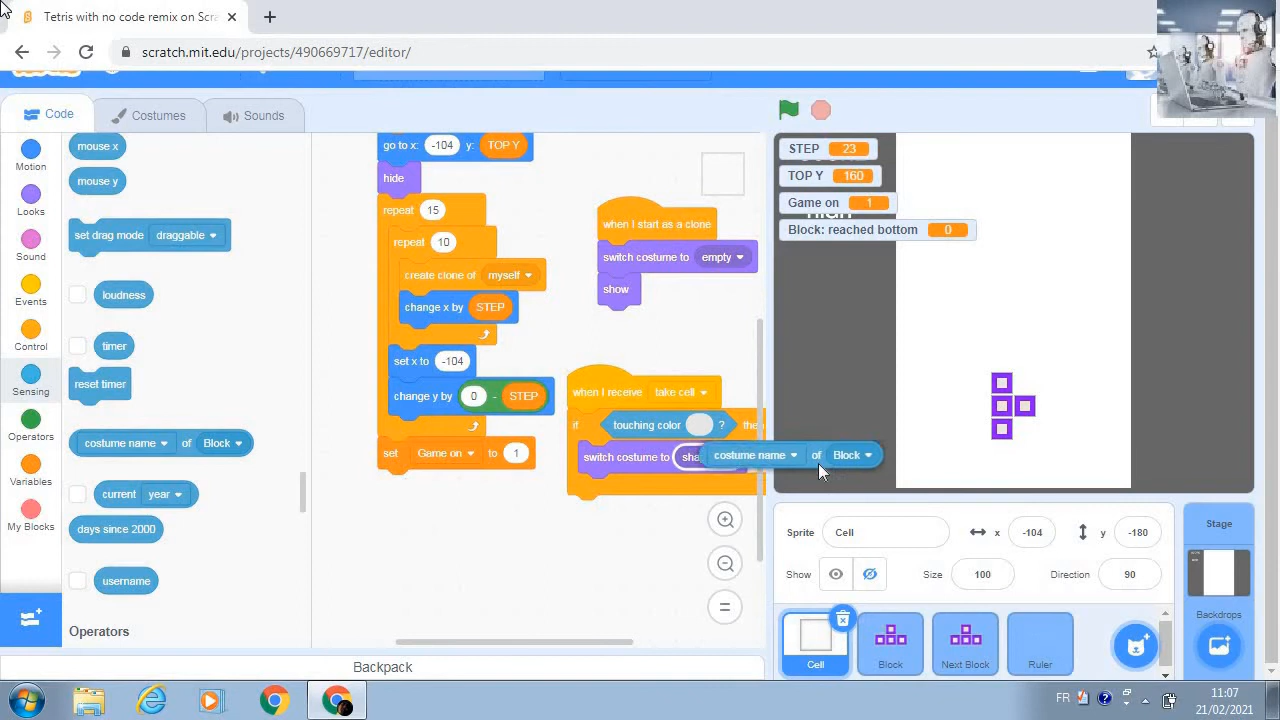 Tetris with no code remix on Scra
scratch.mit.edu/projects/490669717/editor/
Code
Costumes
Sounds
Motion
Looks
Sound
Events
Control
Sensing
Operators
Variables
My Blocks
mouse x
mouse y
set drag mode draggable
loudness
timer
reset timer
costume name of Block
current year
days since 2000
username
Operators
go to x: -104 y: TOP Y
hide
repeat 15
repeat 10
create clone of myself
change x by STEP
set x to -104
change y by 0 - STEP
set Game on to 1
when I start as a clone
switch costume to empty
show
when I receive take cell
if touching color ? the
switch costume to sha
costume name of Block
Backpack
STEP 23
TOP Y 160
Game on 1
Block: reached bottom 0
Sprite Cell x -104 y -180
Show Size 100 Direction 90
Cell
Block
Next Block
Ruler
Stage
Backdrops
FR
11:07
21/02/2021